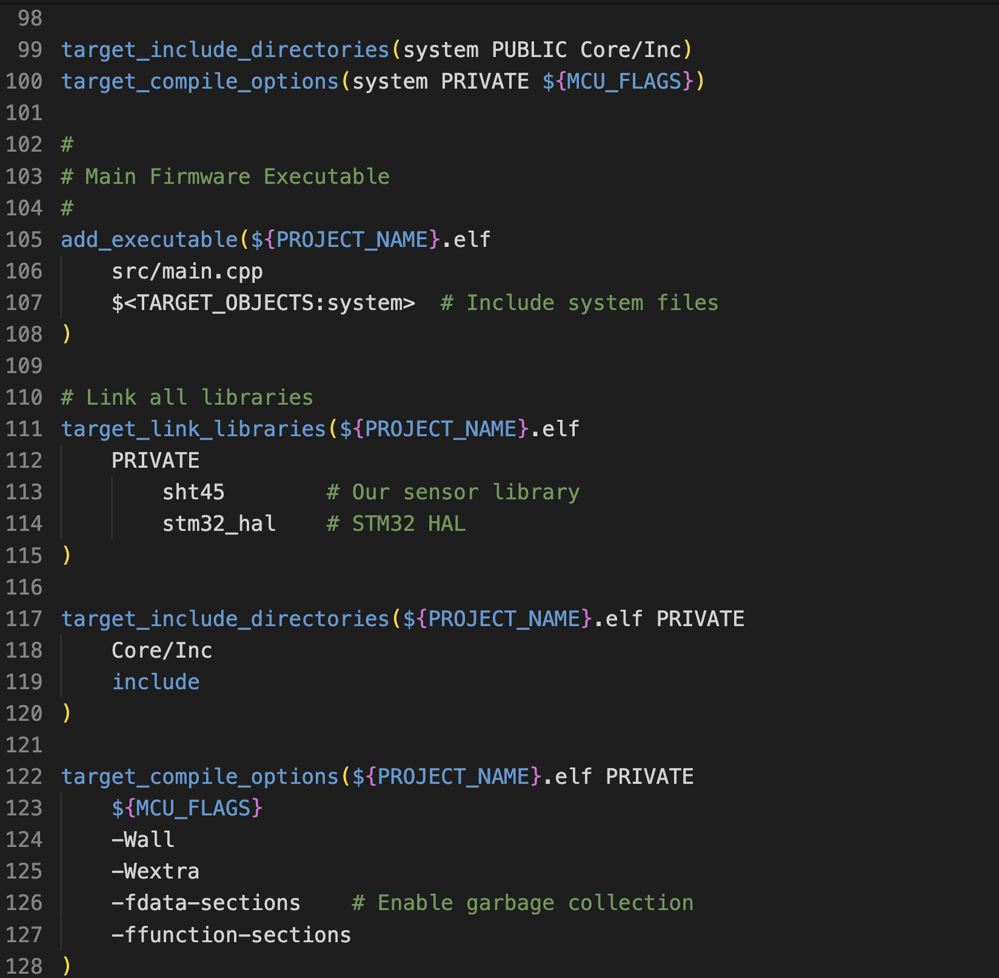 98
99 target_include_directories(system PUBLIC Core/Inc)
100 target_compile_options(system PRIVATE ${MCU_FLAGS})
101
102 #
103 # Main Firmware Executable
104 #
105 add_executable(${PROJECT_NAME}.elf
106     src/main.cpp
107     $<TARGET_OBJECTS:system>  # Include system files
108 )
109
110 # Link all libraries
111 target_link_libraries(${PROJECT_NAME}.elf
112     PRIVATE
113         sht45        # Our sensor library
114         stm32_hal    # STM32 HAL
115 )
116
117 target_include_directories(${PROJECT_NAME}.elf PRIVATE
118     Core/Inc
119     include
120 )
121
122 target_compile_options(${PROJECT_NAME}.elf PRIVATE
123     ${MCU_FLAGS}
124     -Wall
125     -Wextra
126     -fdata-sections    # Enable garbage collection
127     -ffunction-sections
128 )